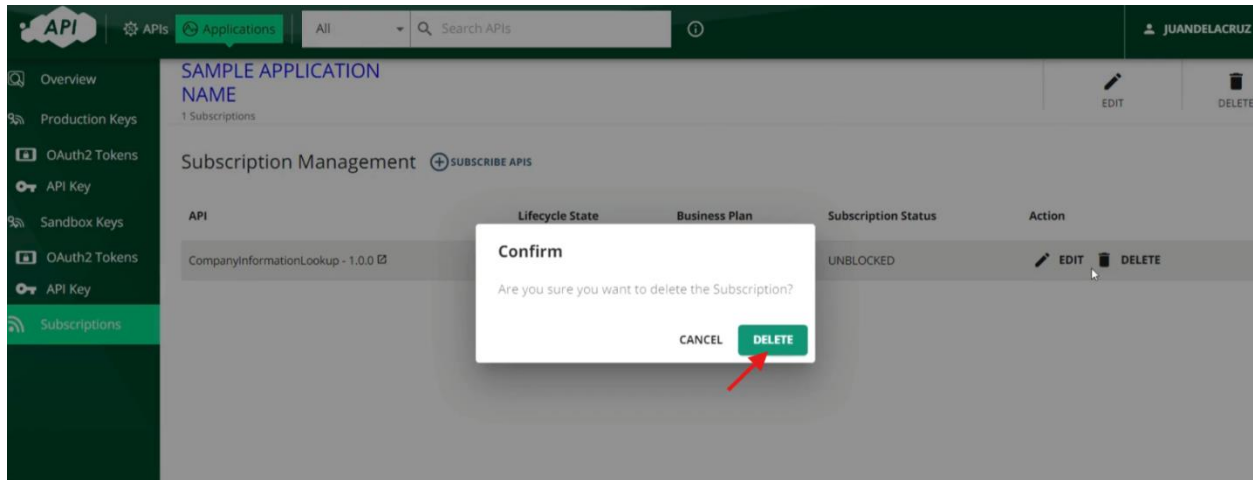 API
APIs
Applications
All
Search APIs
JUANDELACRUZ
Overview
Production Keys
OAuth2 Tokens
API Key
Sandbox Keys
OAuth2 Tokens
API Key
Subscriptions
SAMPLE APPLICATION
NAME
1 Subscriptions
EDIT
DELETE
Subscription Management
SUBSCRIBE APIS
API Lifecycle State Business Plan Subscription Status Action
CompanyInformationLookup - 1.0.0 UNBLOCKED EDIT DELETE
Confirm
Are you sure you want to delete the Subscription?
CANCEL DELETE